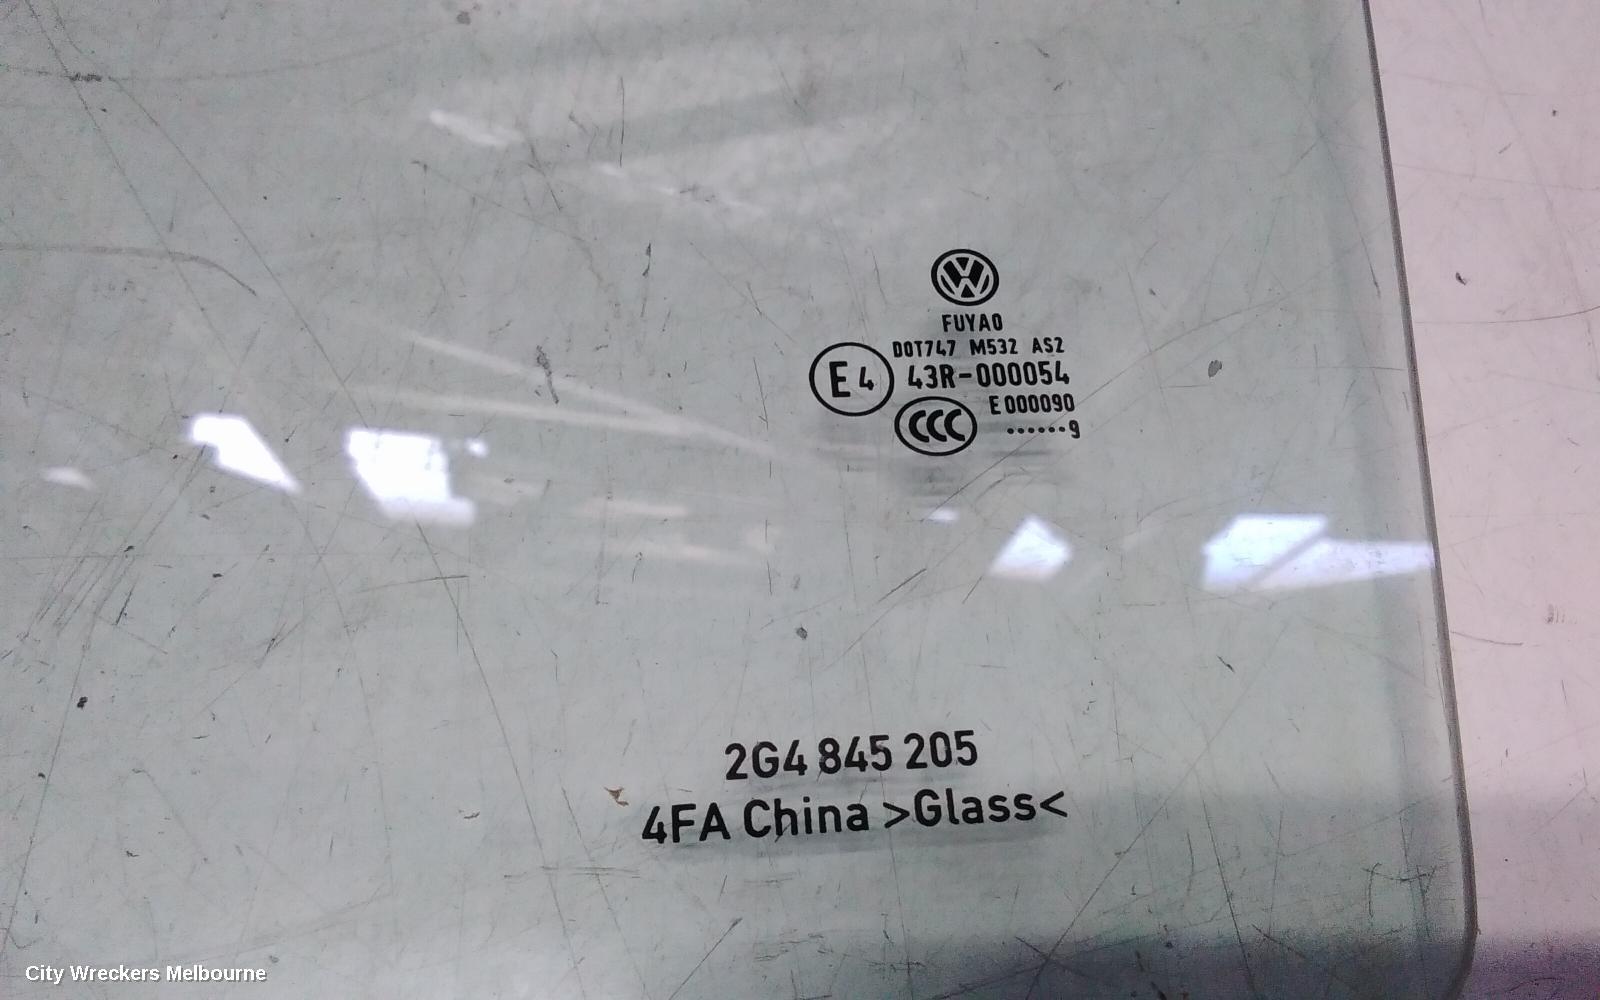 FUYAO
DOT747 M532 AS2
E4 43R-000054
E000090
CCC ......9
2G4 845 205
4FA China >Glass<
City Wreckers Melbourne